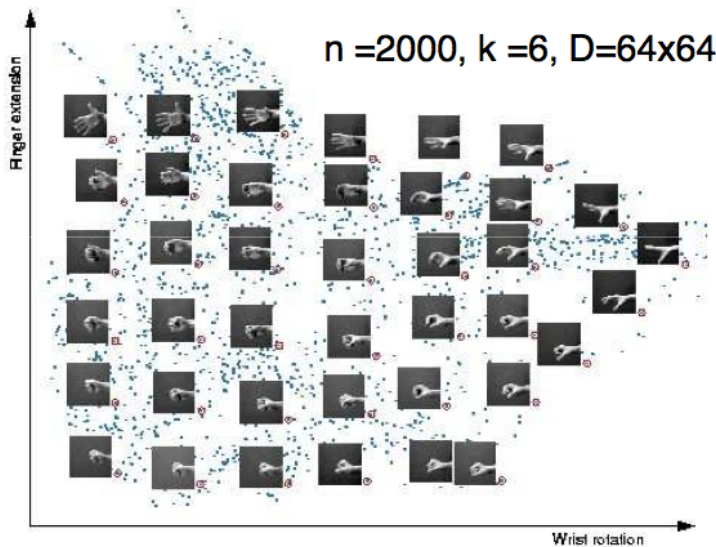 n =2000, k =6, D=64x64
Finger extension
Wrist rotation